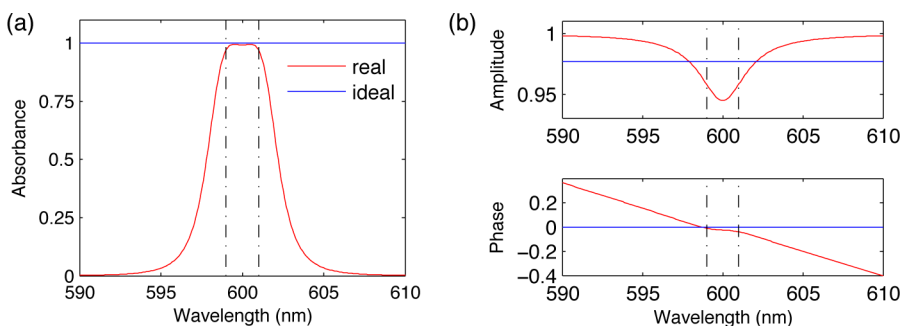 (a)
1
0.75
0.5
0.25
0
Absorbance
real
ideal
590 595 600 605 610
Wavelength (nm)
(b)
1
0.95
Amplitude
590 595 600 605 610
0.2
0
−0.2
−0.4
Phase
590 595 600 605 610
Wavelength (nm)